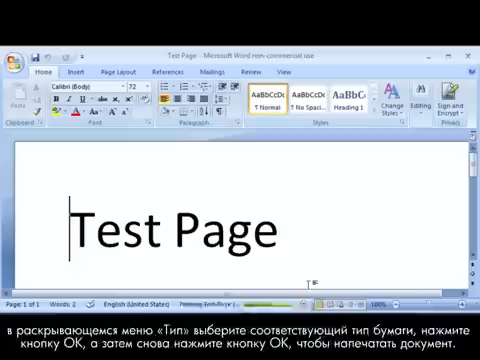 Test Page - Microsoft Word non-commercial use
Home Insert Page Layout References Mailings Review View
Calibri (Body) 72
Paste
AaBbCcDc AaBbCcDc AaBbC
¶ Normal ¶ No Spaci... Heading 1
Change Styles
Editing
Sign and Encrypt
Clipboard Font Paragraph Styles Privacy
Test Page
Page: 1 of 1 Words: 2 English (United States) 100%
в раскрывающемся меню «Тип» выберите соответствующий тип бумаги, нажмите
кнопку OK, а затем снова нажмите кнопку OK, чтобы напечатать документ.